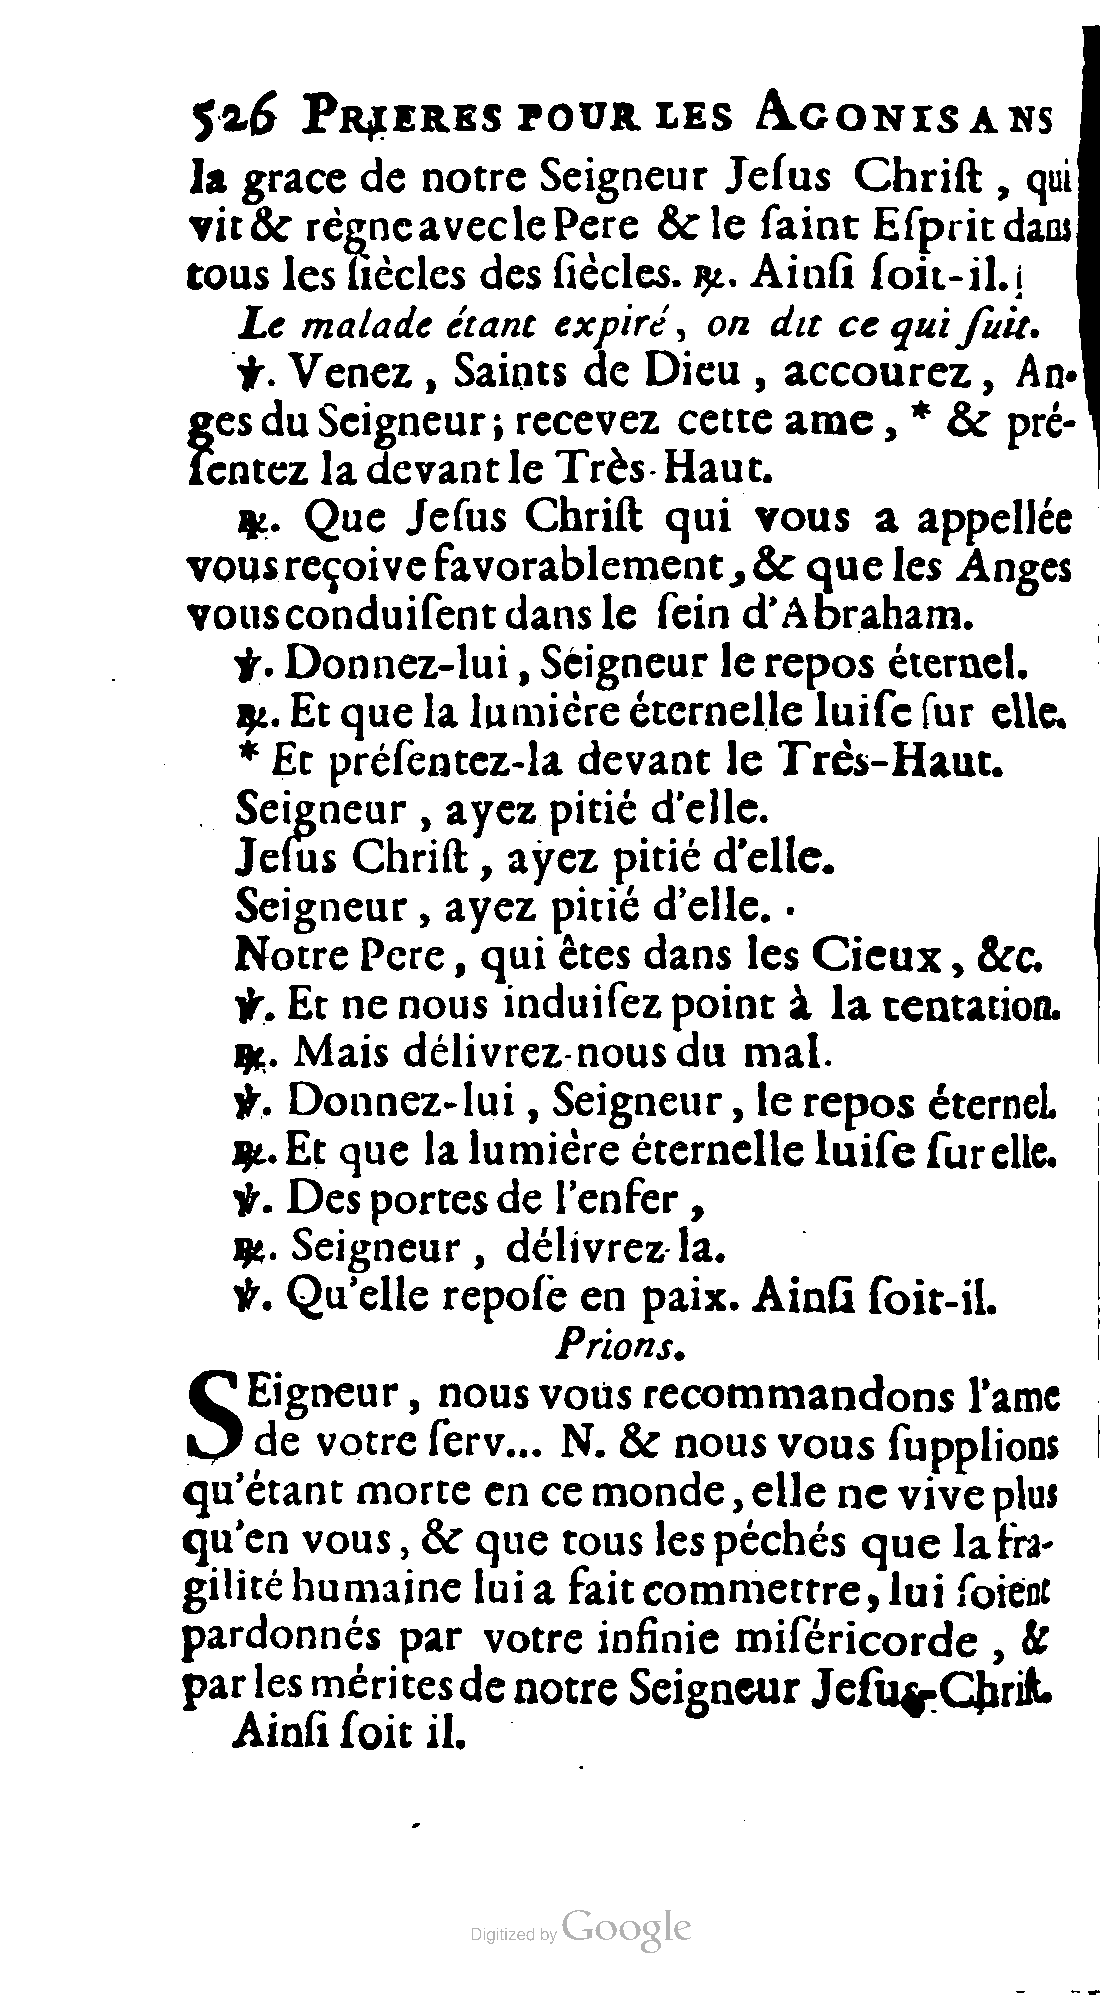 526 PRIERES POUR LES AGONISANS
la grace de notre Seigneur Jeſus Chriſt , qui
vit & règne avec le Pere & le ſaint Eſprit dans
tous les ſiècles des ſiècles. ℟. Ainſi ſoit-il.
Le malade étant expiré, on dit ce qui ſuit.
℣. Venez , Saints de Dieu , accourez, An-
ges du Seigneur ; recevez cette ame , * & pré-
ſentez la devant le Très-Haut.
℟. Que Jeſus Chriſt qui vous a appellée
vous reçoive favorablement, & que les Anges
vous conduiſent dans le ſein d'Abraham.
℣. Donnez-lui , Seigneur le repos éternel.
℟. Et que la lumière éternelle luiſe ſur elle.
* Et préſentez-la devant le Très-Haut.
Seigneur , ayez pitié d'elle.
Jeſus Chriſt , ayez pitié d'elle.
Seigneur , ayez pitié d'elle.
Notre Pere , qui êtes dans les Cieux , &c.
℣. Et ne nous induiſez point à la tentation.
℟. Mais délivrez-nous du mal.
℣. Donnez-lui , Seigneur , le repos éternel.
℟. Et que la lumière éternelle luiſe ſur elle.
℣. Des portes de l'enfer ,
℟. Seigneur , délivrez-la.
℣. Qu'elle repoſe en paix. Ainſi ſoit-il.
Prions.
SEigneur , nous vous recommandons l'ame
de votre ſerv... N. & nous vous ſupplions
qu'étant morte en ce monde, elle ne vive plus
qu'en vous , & que tous les péchés que la fra-
gilité humaine lui a fait commettre, lui ſoient
pardonnés par votre infinie miſéricorde , &
par les mérites de notre Seigneur Jeſus-Chriſt.
Ainſi ſoit il.
Digitized by Google